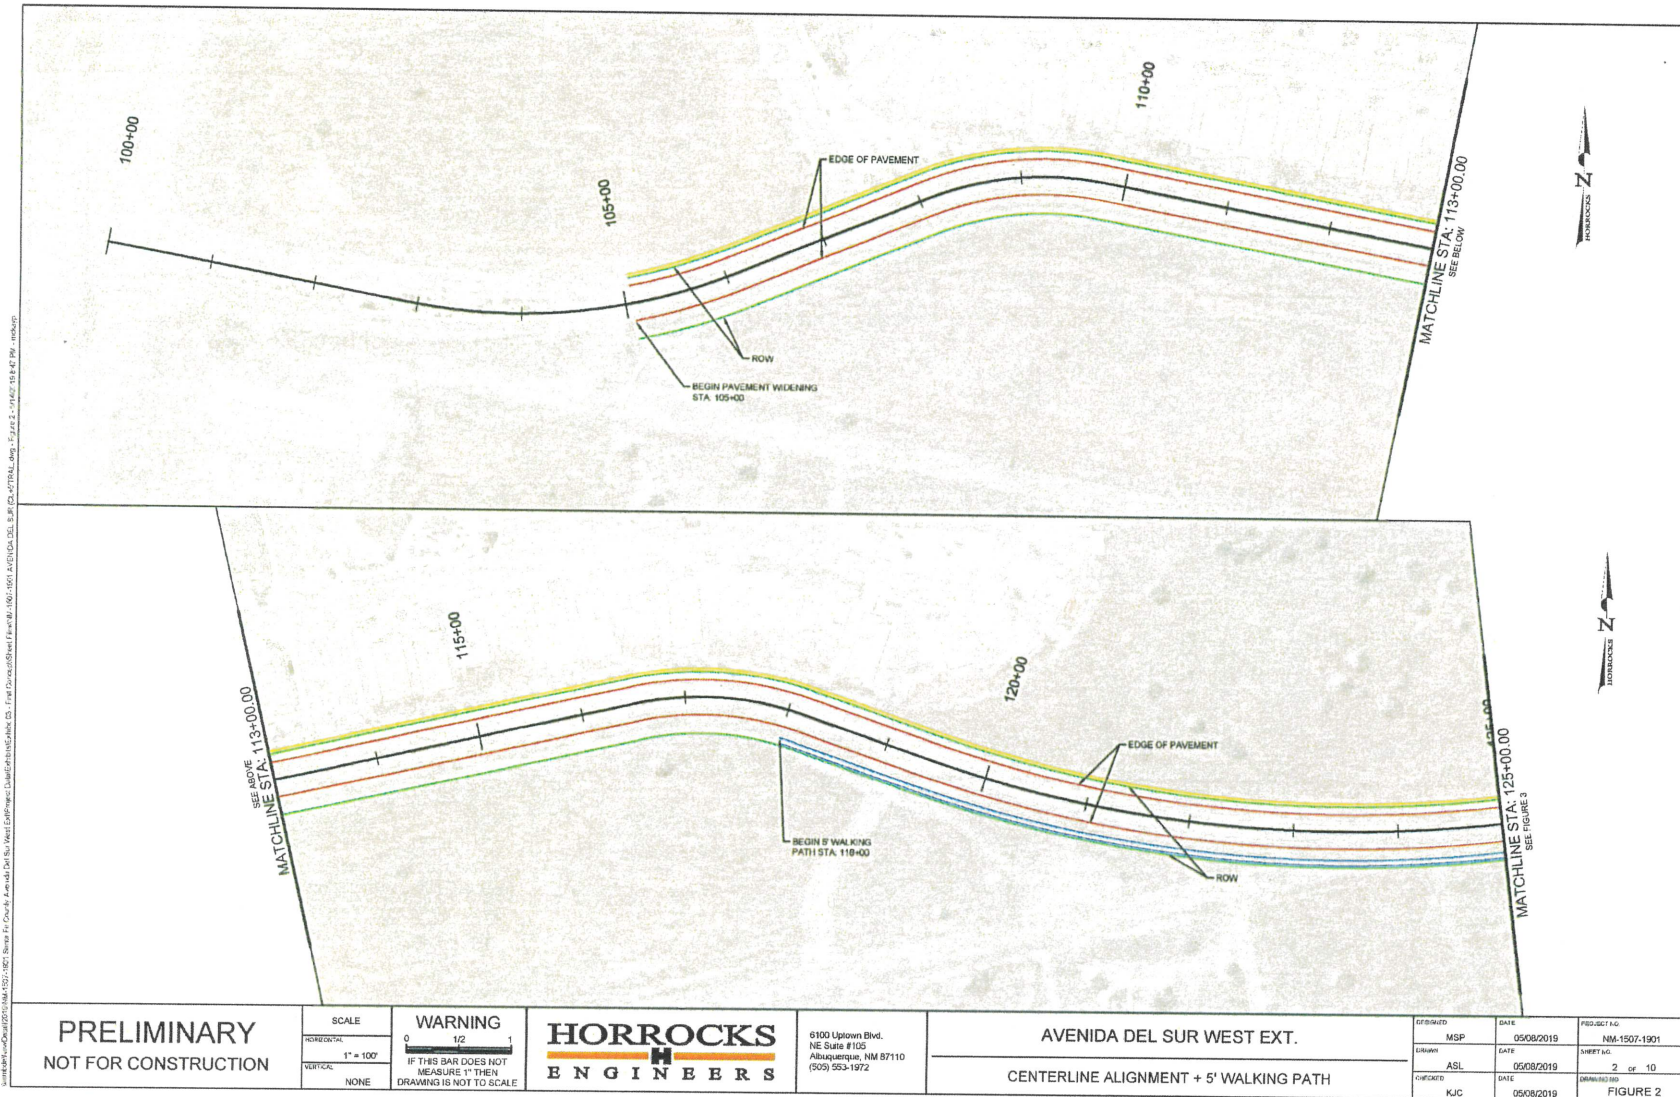 100+00
105+00
110+00
EDGE OF PAVEMENT
ROW
BEGIN PAVEMENT WIDENING
STA: 105+00
MATCHLINE STA: 113+00.00
SEE BELOW
N
HORROCKS
SEE ABOVE
MATCHLINE STA: 113+00.00
115+00
120+00
125+00
EDGE OF PAVEMENT
ROW
BEGIN 5' WALKING
PATH STA: 118+00
MATCHLINE STA: 125+00.00
SEE FIGURE 3
N
HORROCKS
PRELIMINARY
NOT FOR CONSTRUCTION
SCALE
HORIZONTAL
1" = 100'
VERTICAL
NONE
WARNING
0 1/2 1
IF THIS BAR DOES NOT
MEASURE 1" THEN
DRAWING IS NOT TO SCALE
HORROCKS
H
ENGINEERS
6100 Uptown Blvd.
NE Suite #105
Albuquerque, NM 87110
(505) 553-1972
AVENIDA DEL SUR WEST EXT.
CENTERLINE ALIGNMENT + 5' WALKING PATH
DESIGNED
MSP
DATE
05/08/2019
PROJECT NO.
NM-1507-1901
DRAWN
ASL
DATE
05/08/2019
SHEET NO.
2 OF 10
CHECKED
KJC
DATE
05/08/2019
DRAWING NO
FIGURE 2